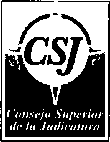 CSJ
Consejo Superior
de la Judicatura